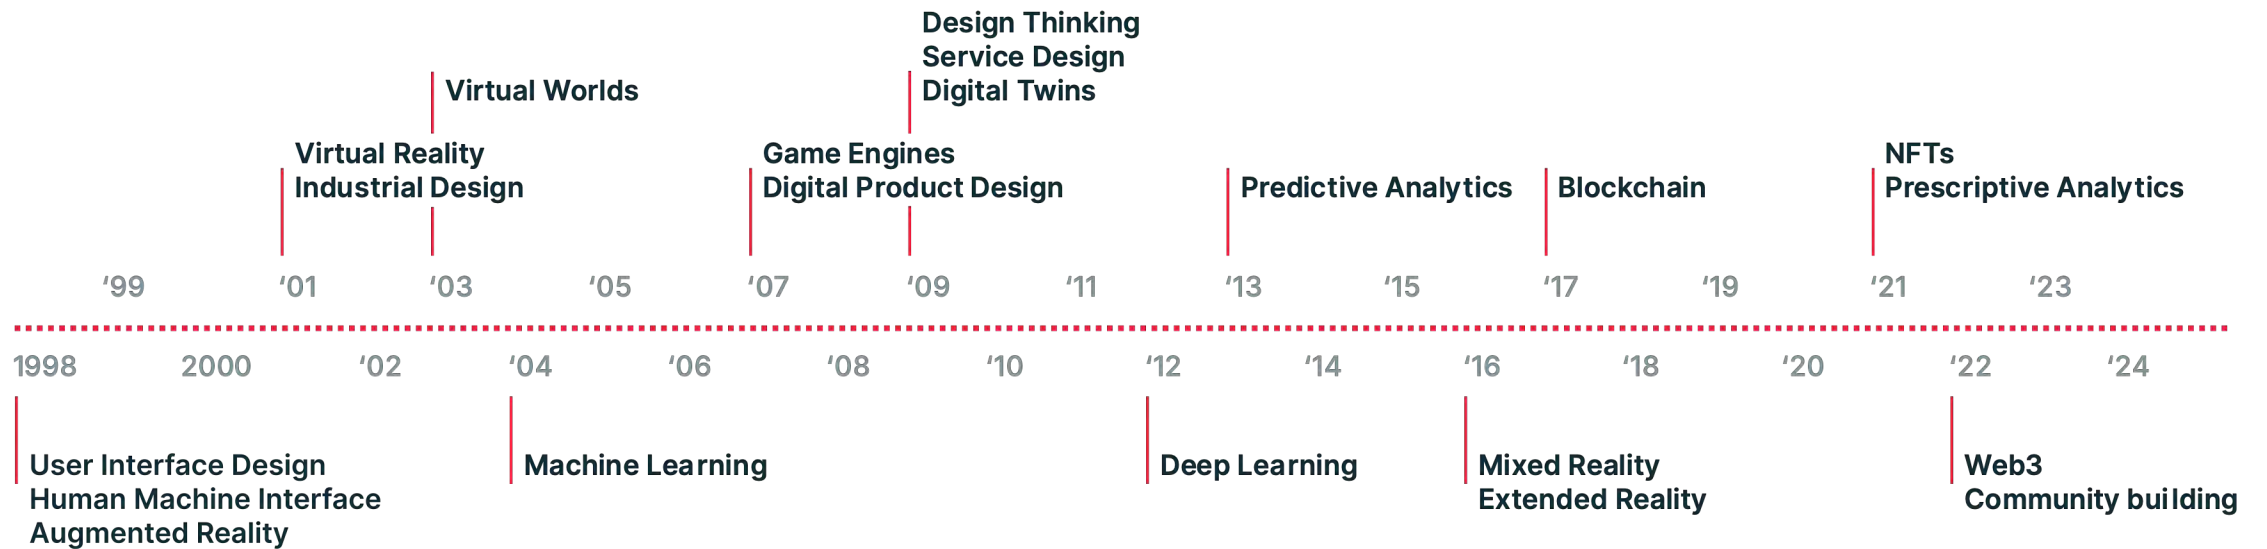 Design Thinking
Service Design
Digital Twins
Virtual Worlds
Virtual Reality
Industrial Design
Game Engines
Digital Product Design
Predictive Analytics
Blockchain
NFTs
Prescriptive Analytics
‘99 ‘01 ‘03 ‘05 ‘07 ‘09 ‘11 ‘13 ‘15 ‘17 ‘19 ‘21 ‘23
1998 2000 ‘02 ‘04 ‘06 ‘08 ‘10 ‘12 ‘14 ‘16 ‘18 ‘20 ‘22 ‘24
User Interface Design
Human Machine Interface
Augmented Reality
Machine Learning
Deep Learning
Mixed Reality
Extended Reality
Web3
Community building